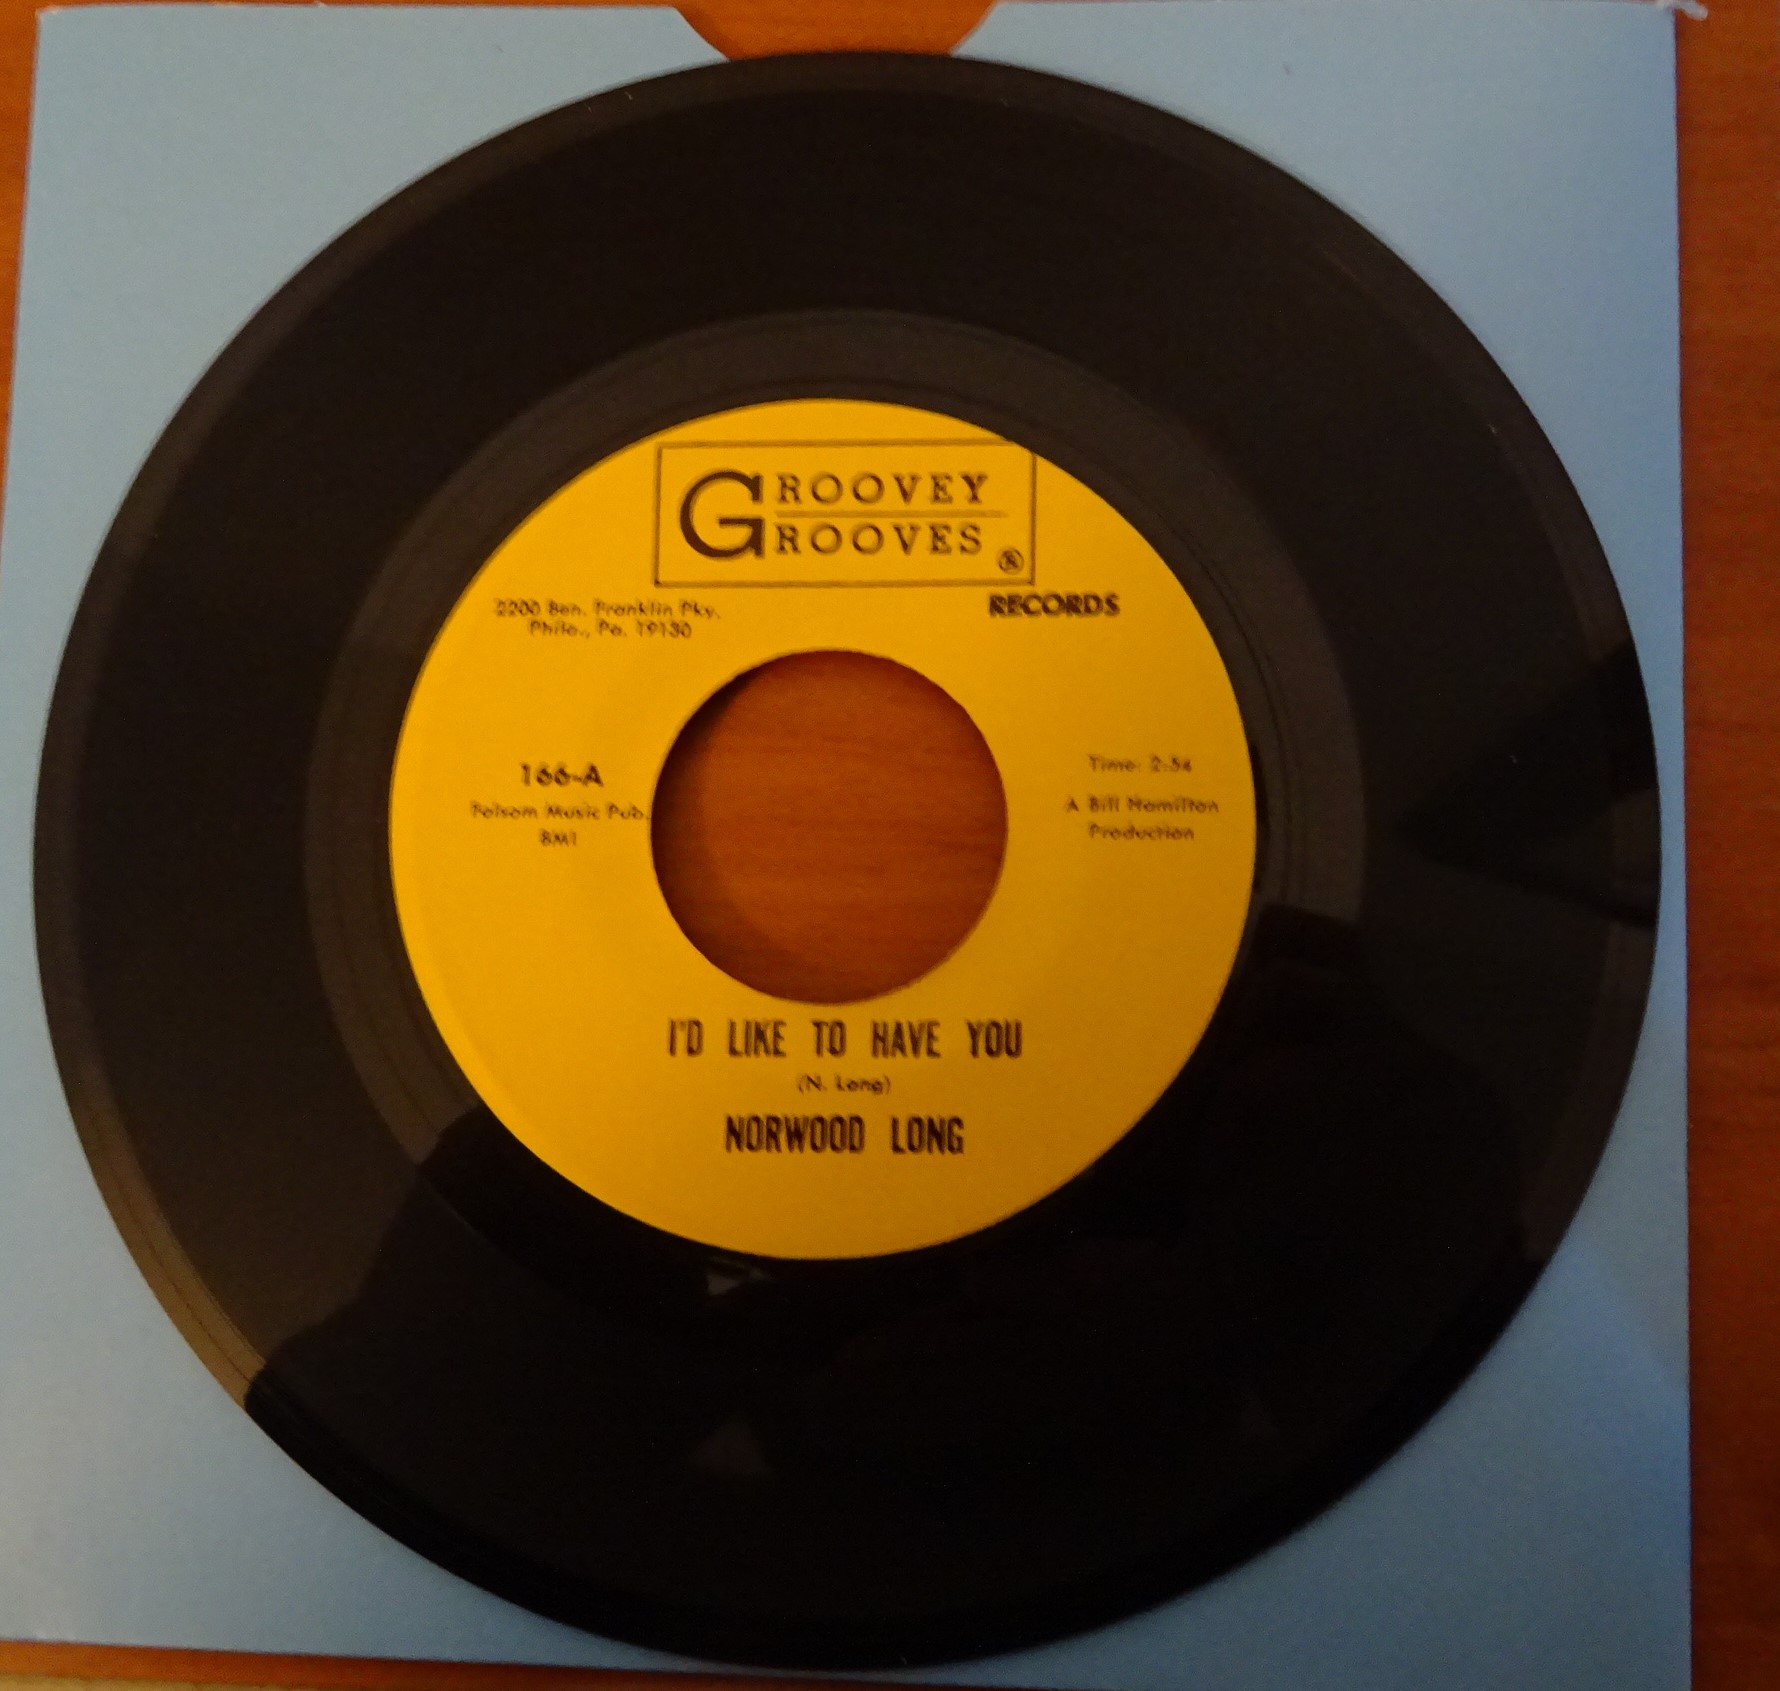 GROOVEY
GROOVES
®
RECORDS
2200 Ben. Franklin Pky.
Phila., Pa. 19130
166-A
Folsom Music Pub.
BMI
Time: 2:54
A Bill Hamilton
Production
I'D LIKE TO HAVE YOU
(N. Long)
NORWOOD LONG